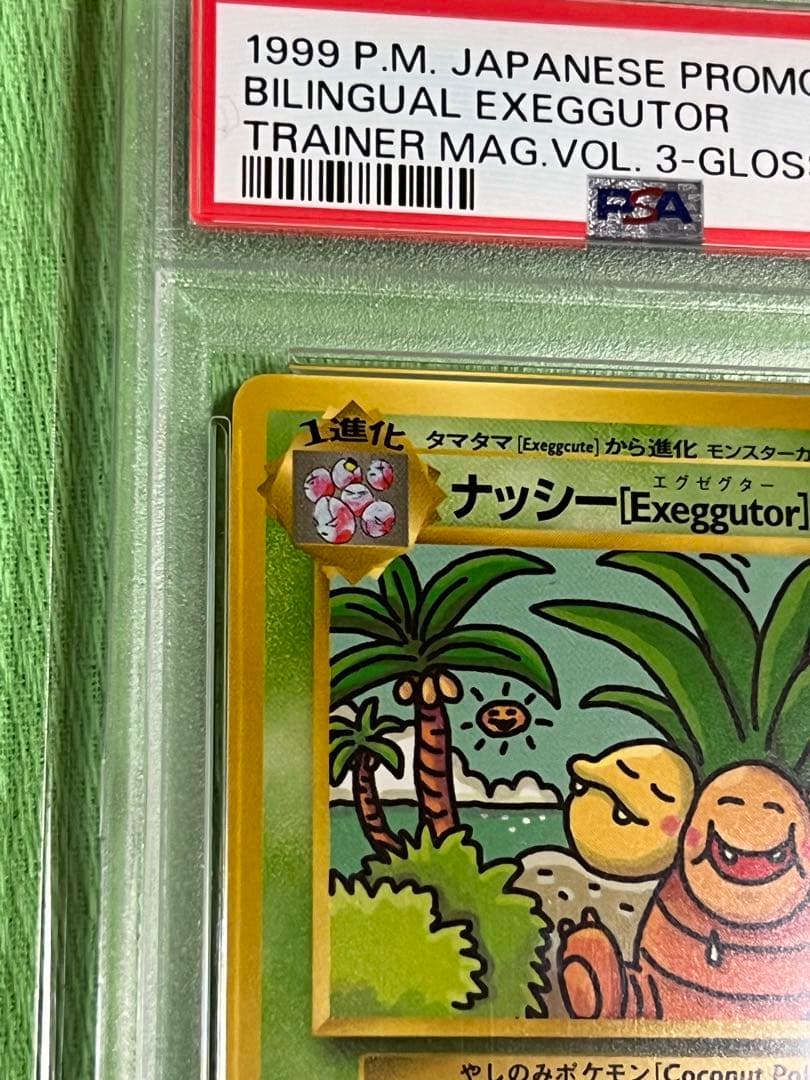 1999 P.M. JAPANESE PROMO
BILINGUAL EXEGGUTOR
TRAINER MAG.VOL. 3-GLOSS
PSA
1進化
タマタマ[Exeggcute]から進化 モンスターカ
エグゼグター
ナッシー[Exeggutor]
やしのみポケモン「Coconut Po